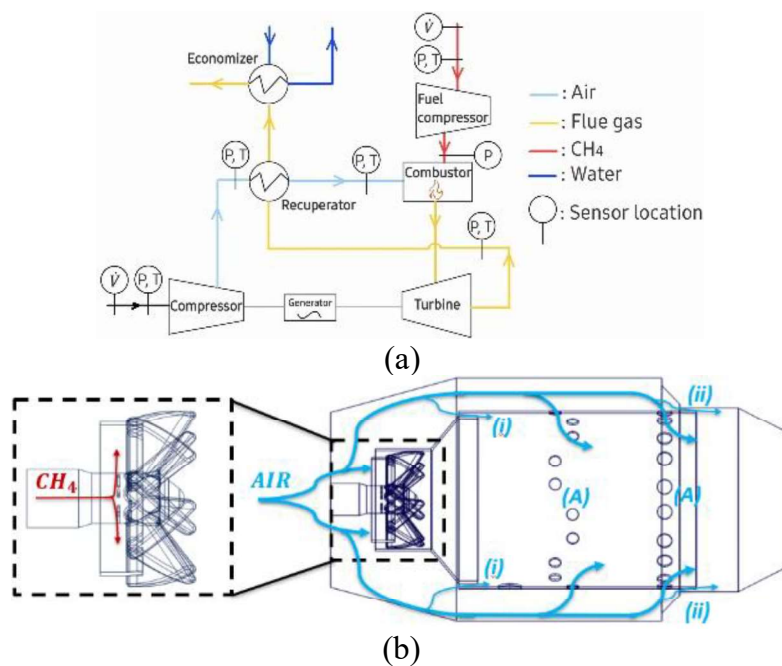 Economizer
V̇
P, T
Fuel
compressor
: Air
: Flue gas
: CH₄
: Water
: Sensor location
P, T
P, T
P
Combustor
Recuperator
P, T
V̇
P, T
Compressor
Generator
Turbine
(a)
CH₄
AIR
(i)
(ii)
(A)
(A)
(i)
(ii)
(b)